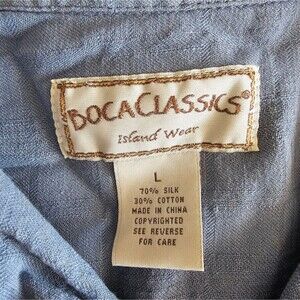 BOCACLASSICS®
Island Wear
L
70% SILK
30% COTTON
MADE IN CHINA
COPYRIGHTED
SEE REVERSE
FOR CARE